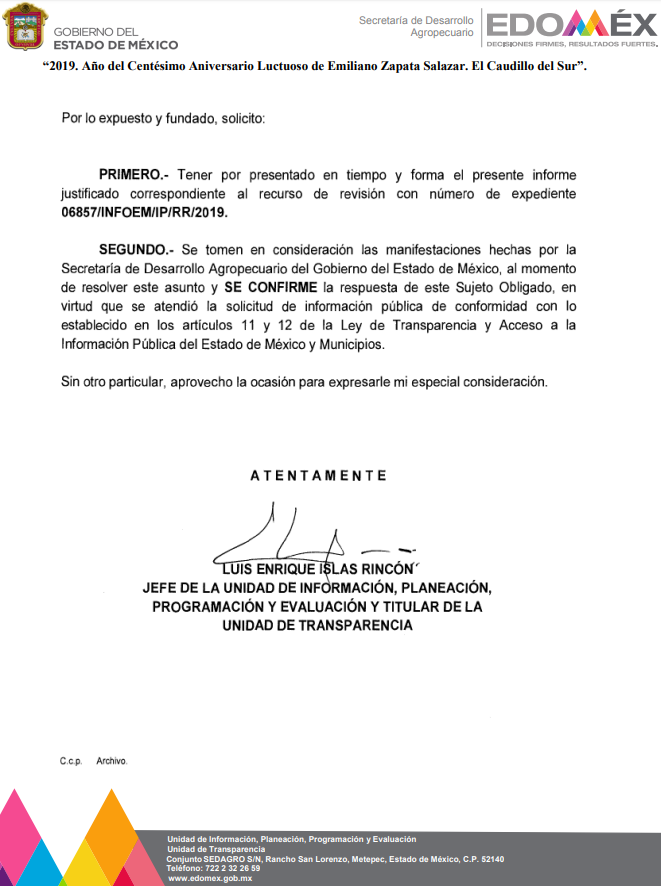 GOBIERNO DEL
ESTADO DE MÉXICO
Secretaría de Desarrollo
Agropecuario
EDOMÉX
DECISIONES FIRMES, RESULTADOS FUERTES.
“2019. Año del Centésimo Aniversario Luctuoso de Emiliano Zapata Salazar. El Caudillo del Sur”.
Por lo expuesto y fundado, solicito:
PRIMERO.- Tener por presentado en tiempo y forma el presente informe
justificado correspondiente al recurso de revisión con número de expediente
06857/INFOEM/IP/RR/2019.
SEGUNDO.- Se tomen en consideración las manifestaciones hechas por la
Secretaría de Desarrollo Agropecuario del Gobierno del Estado de México, al momento
de resolver este asunto y SE CONFIRME la respuesta de este Sujeto Obligado, en
virtud que se atendió la solicitud de información pública de conformidad con lo
establecido en los artículos 11 y 12 de la Ley de Transparencia y Acceso a la
Información Pública del Estado de México y Municipios.
Sin otro particular, aprovecho la ocasión para expresarle mi especial consideración.
A T E N T A M E N T E
LUIS ENRIQUE ISLAS RINCÓN
JEFE DE LA UNIDAD DE INFORMACIÓN, PLANEACIÓN,
PROGRAMACIÓN Y EVALUACIÓN Y TITULAR DE LA
UNIDAD DE TRANSPARENCIA
C.c.p. Archivo.
Unidad de Información, Planeación, Programación y Evaluación
Unidad de Transparencia
Conjunto SEDAGRO S/N, Rancho San Lorenzo, Metepec, Estado de México, C.P. 52140
Teléfono: 722 2 32 26 59
www.edomex.gob.mx